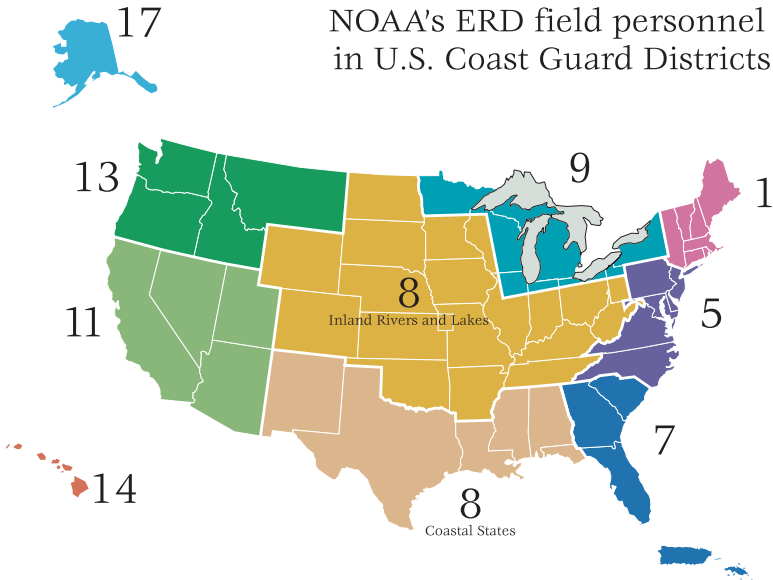 NOAA's ERD field personnel
in U.S. Coast Guard Districts
17
13
9
1
8
Inland Rivers and Lakes
11
5
7
14
8
Coastal States